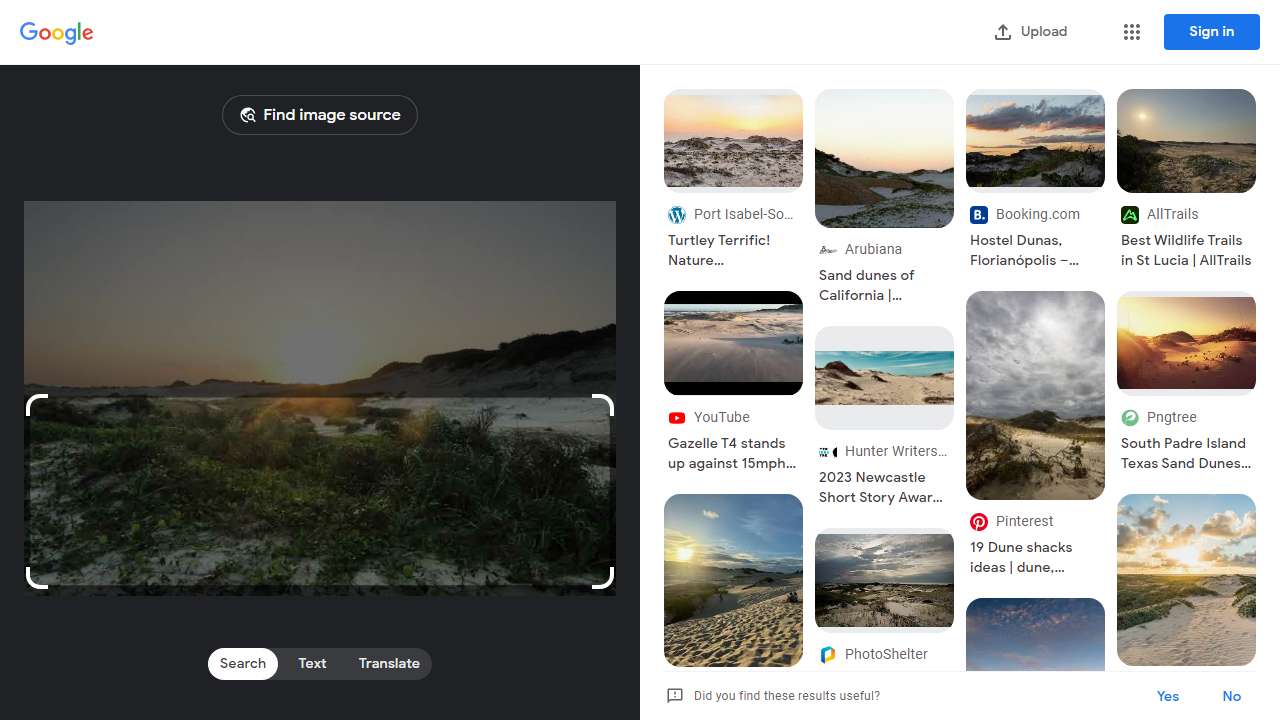 Google
Upload
Sign in
Find image source
Search
Text
Translate
Port Isabel-So...
Turtley Terrific!
Nature...
Arubiana
Sand dunes of
California |...
Booking.com
Hostel Dunas,
Florianópolis –...
AllTrails
Best Wildlife Trails
in St Lucia | AllTrails
YouTube
Gazelle T4 stands
up against 15mph...
Hunter Writers...
2023 Newcastle
Short Story Awar...
Pinterest
19 Dune shacks
ideas | dune,...
Pngtree
South Padre Island
Texas Sand Dunes...
PhotoShelter
Did you find these results useful?
Yes
No